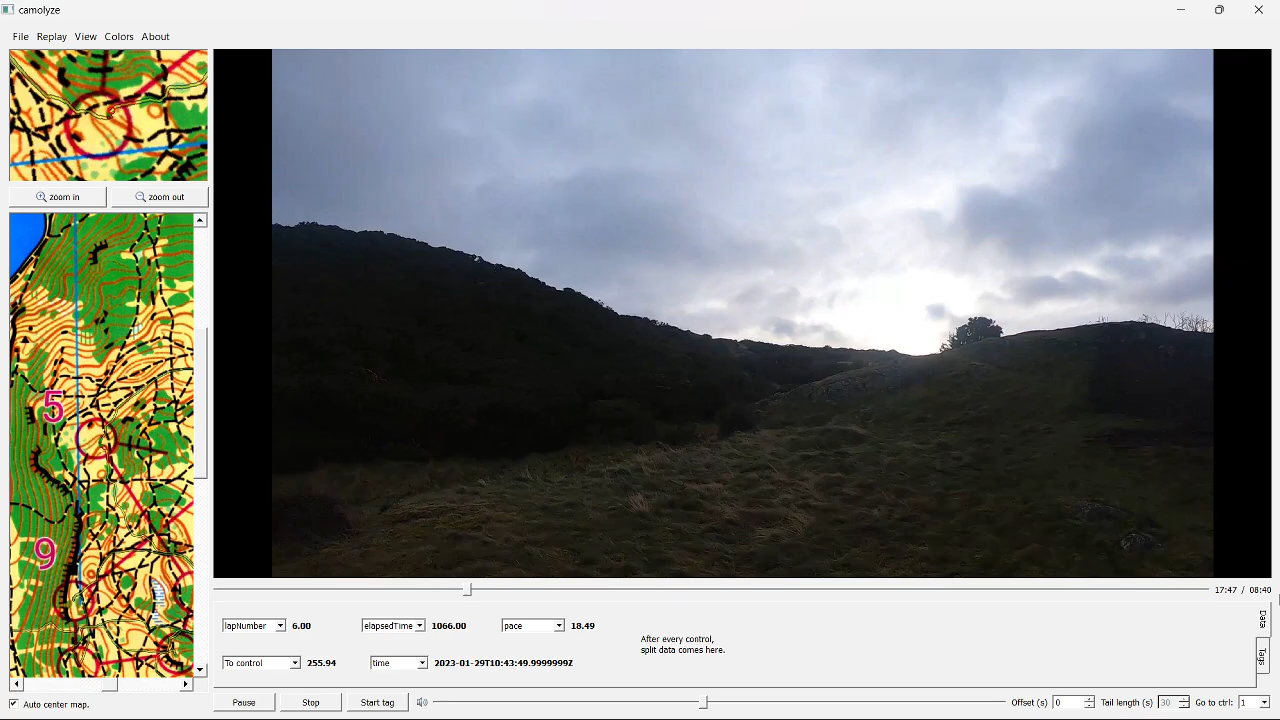 camolyze
File Replay View Colors About
zoom in zoom out
5
9
17:47 / 08:40
lapNumber 6.00 elapsedTime 1066.00 pace 18.49
After every control,
split data comes here.
To control 255.94 time 2023-01-29T10:43:49.9999999Z
Data
Tags
Auto center map.
Pause Stop Start tag Offset (s) 0 Tail length (s) 30 Go to ctrl: 1